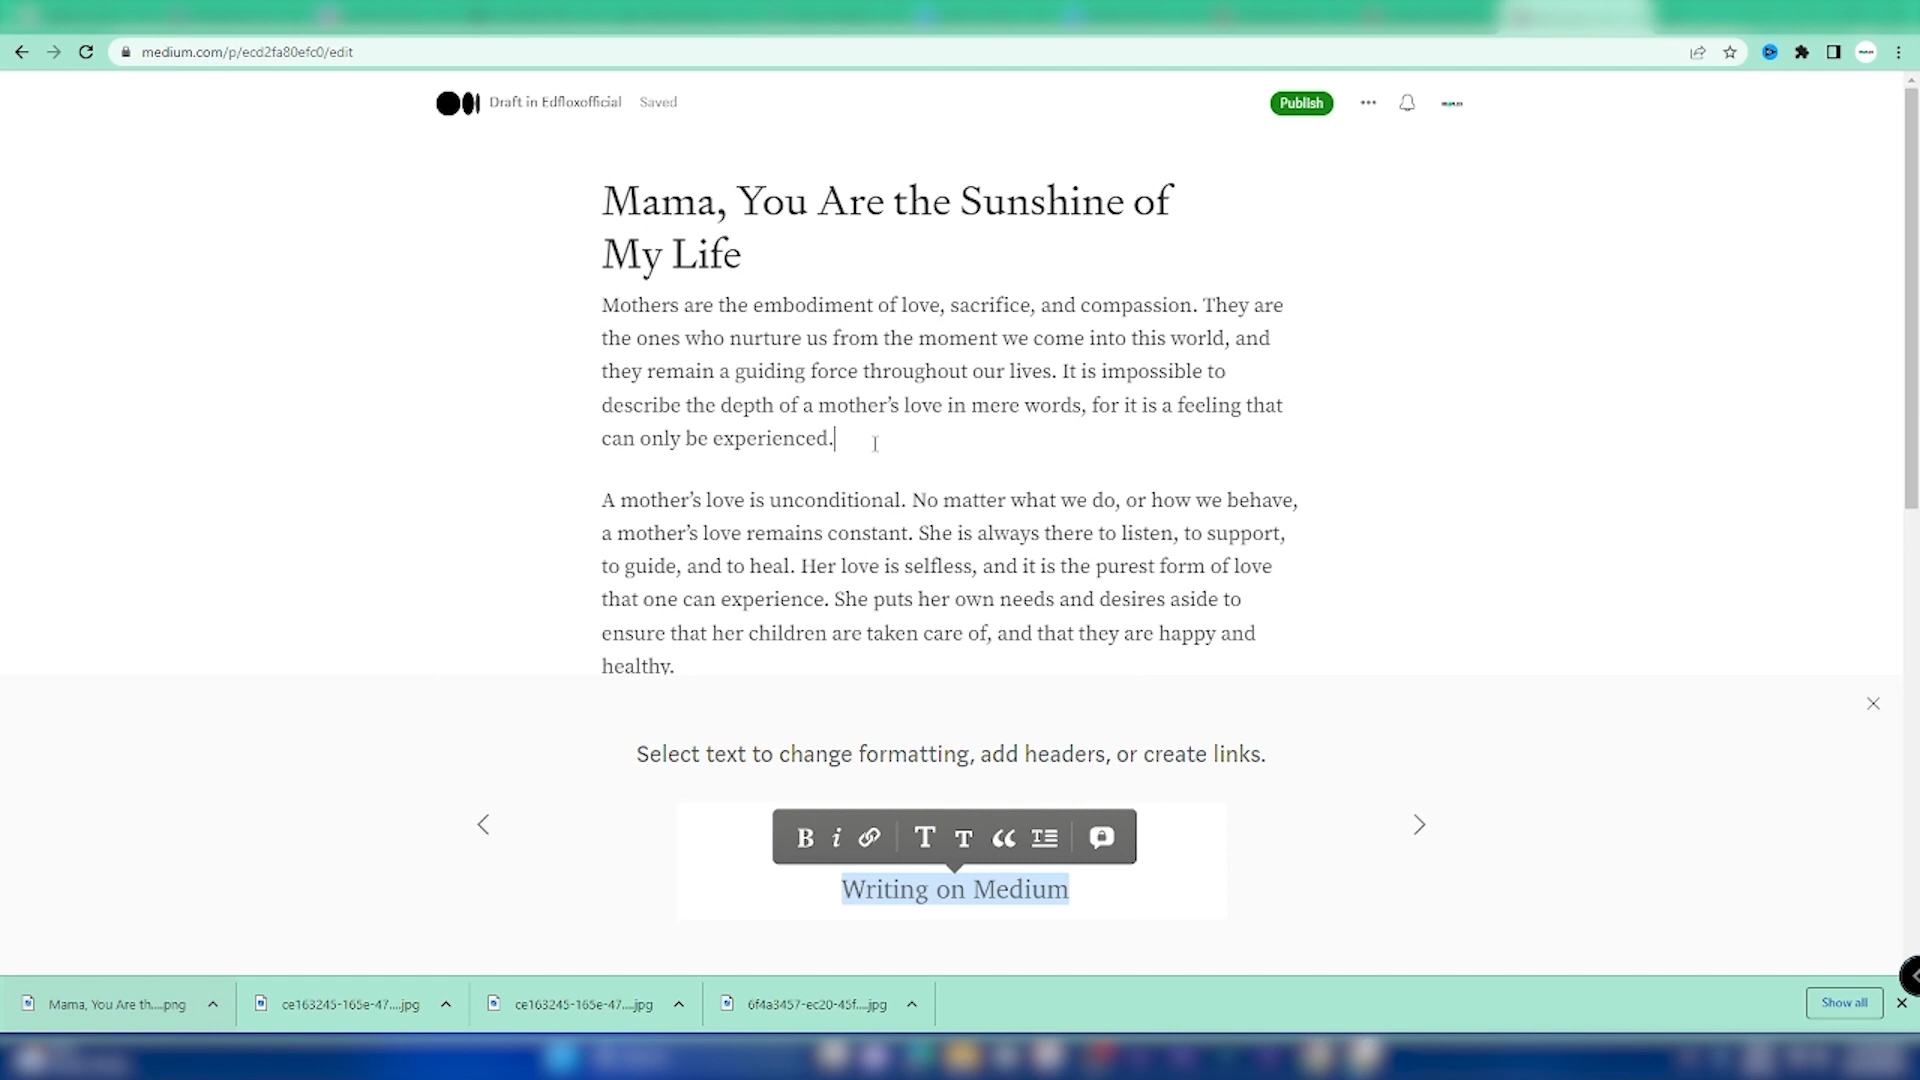 medium.com/p/ecd2fa80efc0/edit
Draft in Edfloxofficial Saved
Publish
Mama, You Are the Sunshine of
My Life
Mothers are the embodiment of love, sacrifice, and compassion. They are
the ones who nurture us from the moment we come into this world, and
they remain a guiding force throughout our lives. It is impossible to
describe the depth of a mother’s love in mere words, for it is a feeling that
can only be experienced.
A mother’s love is unconditional. No matter what we do, or how we behave,
a mother’s love remains constant. She is always there to listen, to support,
to guide, and to heal. Her love is selfless, and it is the purest form of love
that one can experience. She puts her own needs and desires aside to
ensure that her children are taken care of, and that they are happy and
healthy.
Select text to change formatting, add headers, or create links.
B i T T
Writing on Medium
Mama, You Are th....png ce163245-165e-47....jpg ce163245-165e-47....jpg 6f4a3457-ec20-45f....jpg Show all